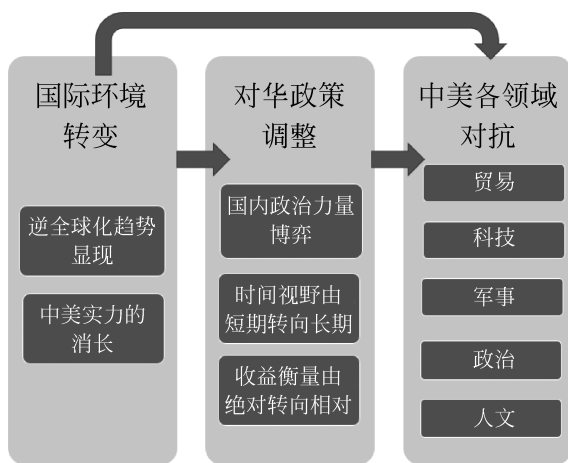 国际环境
转变
逆全球化趋势
显现
中美实力的
消长
对华政策
调整
国内政治力量
博弈
时间视野由
短期转向长期
收益衡量由
绝对转向相对
中美各领域
对抗
贸易
科技
军事
政治
人文